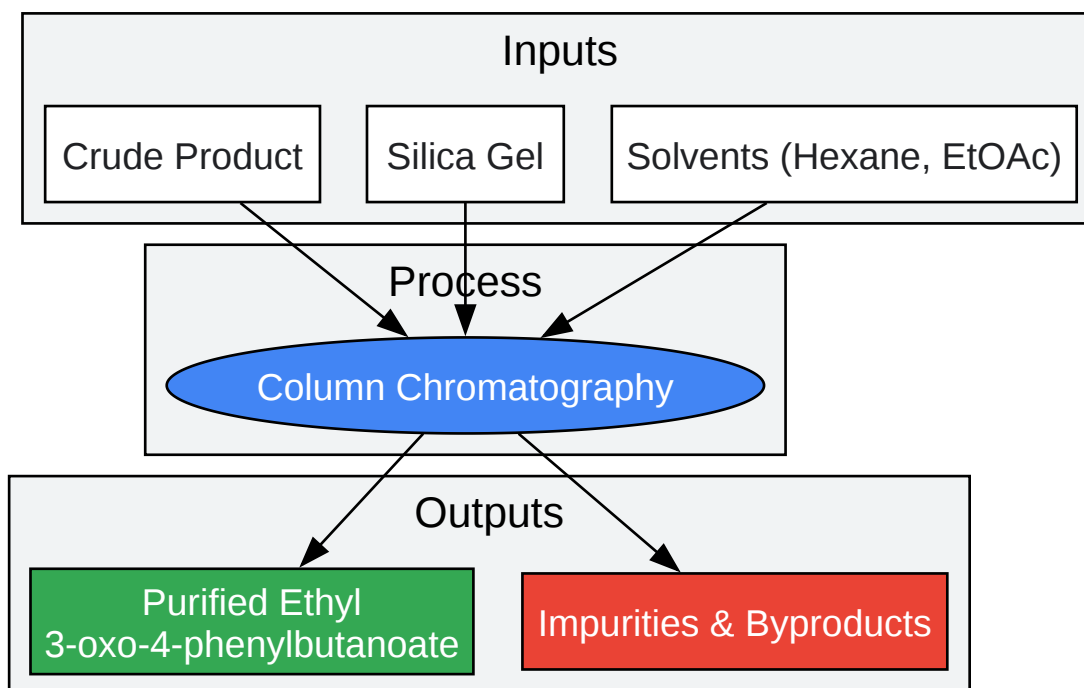 Inputs
Crude Product
Silica Gel
Solvents (Hexane, EtOAc)
Process
Column Chromatography
Outputs
Purified Ethyl
3-oxo-4-phenylbutanoate
Impurities & Byproducts